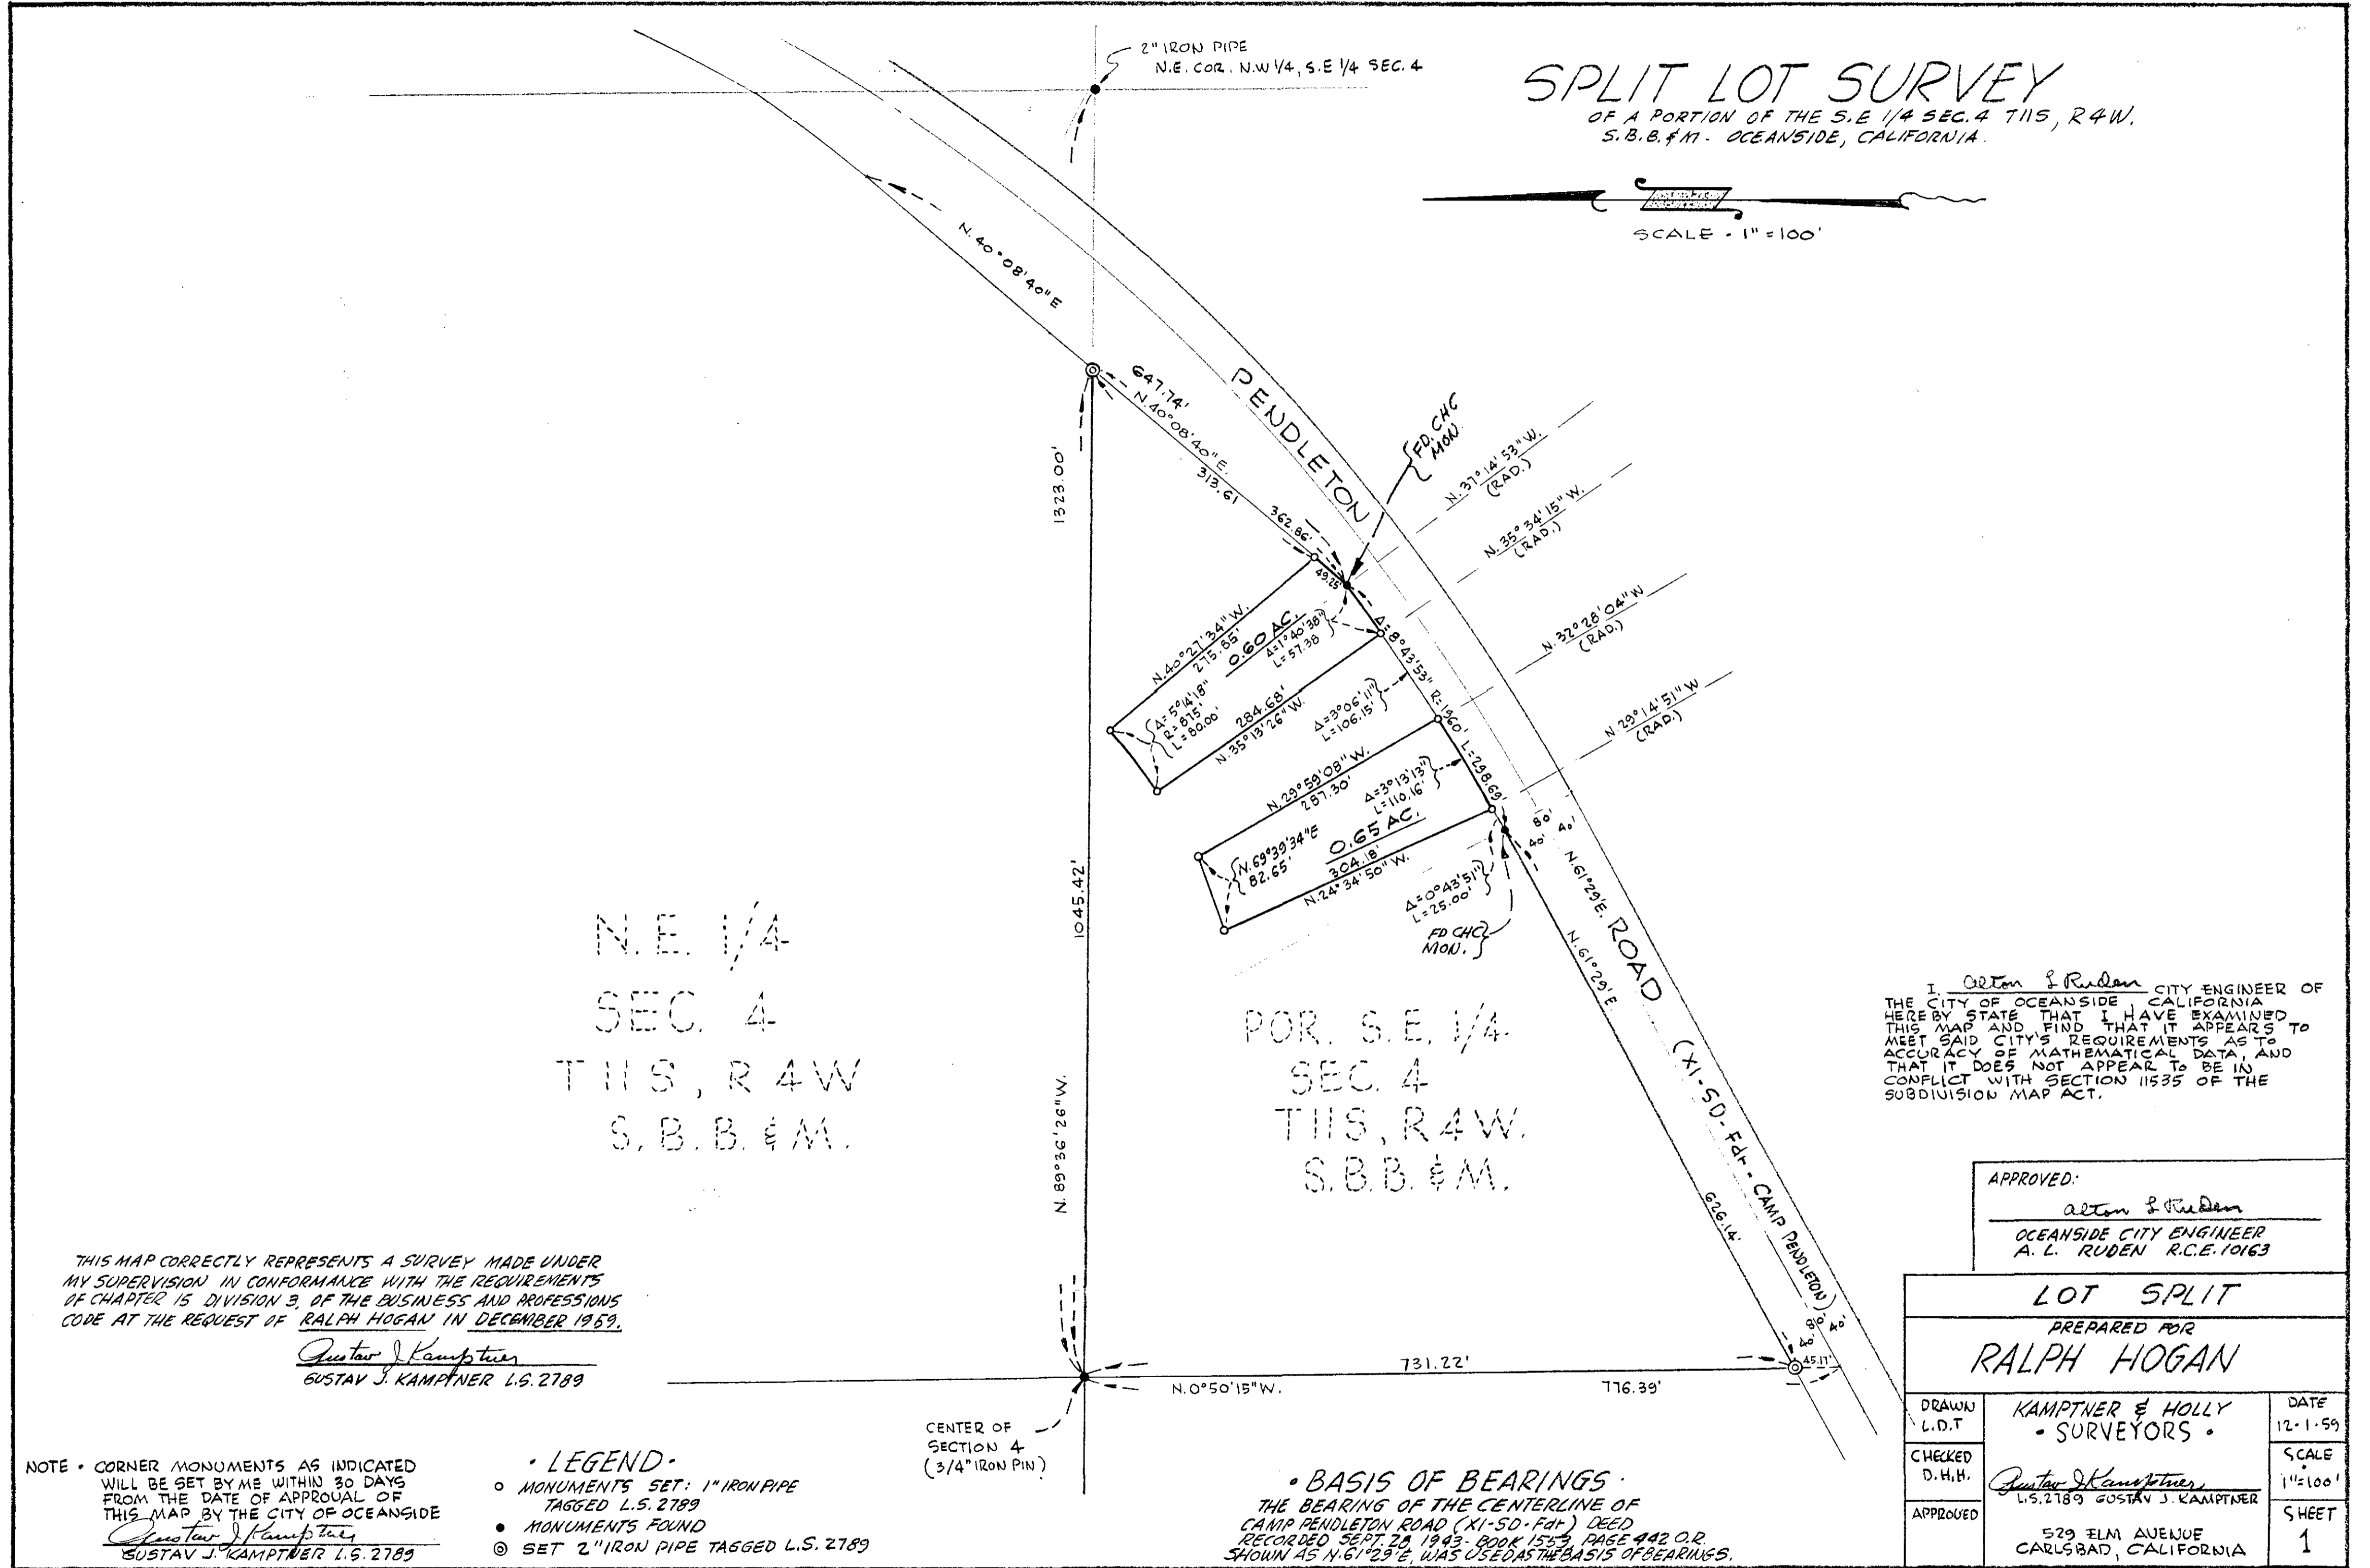 2" IRON PIPE
N.E. COR. N.W 1/4, S.E 1/4 SEC. 4
SPLIT LOT SURVEY
OF A PORTION OF THE S.E 1/4 SEC. 4 T11S, R4W.
S.B.B. & M. - OCEANSIDE, CALIFORNIA.
SCALE - 1" = 100'
N. 40°08'40" E
647.74'
N. 40°08'40" E.
313.61
362.86'
49.25'
1323.00'
1045.42'
N. 89°36'26" W.
PENDLETON
FD. CHC
MON.
N. 37°14'53" W.
(RAD.)
N. 35°34'15" W.
(RAD.)
N. 32°28'04" W
(RAD.)
N. 29°14'51" W
(RAD.)
N. 40°27'34" W.
275.65'
0.60 AC.
Δ=1°40'38"
L=57.38
Δ=5°14'18"
R=875'
L=80.00'
284.68'
N. 35°13'26" W.
Δ=8°43'53" R=1960' L=298.69'
Δ=3°06'11"
L=106.15'
N. 29°59'08" W.
287.30'
Δ=3°13'13"
L=110.16'
0.65 AC.
N. 69°39'34" E
82.65'
304.18'
N. 24°34'50" W.
Δ=0°43'51"
L=25.00'
FD CHC
MON.
80'
40' 40'
N. 61°29' E.
ROAD
N. 61°29' E.
(XI-SD-Fdr - CAMP PENDLETON)
626.14'
80'
40' 40'
45.17'
N.E. 1/4
SEC. 4
T 11 S, R 4 W
S. B. B. & M.
POR. S.E. 1/4
SEC. 4
T11S, R4W.
S.B.B. & M.
I, Alton L Ruden CITY ENGINEER OF
THE CITY OF OCEANSIDE, CALIFORNIA
HEREBY STATE THAT I HAVE EXAMINED
THIS MAP AND FIND THAT IT APPEARS TO
MEET SAID CITY'S REQUIREMENTS AS TO
ACCURACY OF MATHEMATICAL DATA, AND
THAT IT DOES NOT APPEAR TO BE IN
CONFLICT WITH SECTION 11535 OF THE
SUBDIVISION MAP ACT.
APPROVED:
Alton L Ruden
OCEANSIDE CITY ENGINEER
A. L. RUDEN R.C.E. 10163
THIS MAP CORRECTLY REPRESENTS A SURVEY MADE UNDER
MY SUPERVISION IN CONFORMANCE WITH THE REQUIREMENTS
OF CHAPTER 15 DIVISION 3, OF THE BUSINESS AND PROFESSIONS
CODE AT THE REQUEST OF RALPH HOGAN IN DECEMBER 1959.
Gustav J Kamptner
GUSTAV J. KAMPTNER L.S. 2789
731.22'
N. 0°50'15" W.
776.39'
CENTER OF
SECTION 4
(3/4" IRON PIN)
NOTE • CORNER MONUMENTS AS INDICATED
WILL BE SET BY ME WITHIN 30 DAYS
FROM THE DATE OF APPROVAL OF
THIS MAP BY THE CITY OF OCEANSIDE
Gustav J Kamptner
GUSTAV J. KAMPTNER L.S. 2789
• LEGEND •
MONUMENTS SET: 1" IRON PIPE
TAGGED L.S. 2789
MONUMENTS FOUND
SET 2" IRON PIPE TAGGED L.S. 2789
• BASIS OF BEARINGS •
THE BEARING OF THE CENTERLINE OF
CAMP PENDLETON ROAD (XI-SD-Fdr) DEED
RECORDED SEPT. 28, 1943- BOOK 1553, PAGE 442 O.R.
SHOWN AS N. 61°29' E, WAS USED AS THE BASIS OF BEARINGS.
LOT SPLIT
PREPARED FOR
RALPH HOGAN
DRAWN
L.D.T
KAMPTNER & HOLLY
• SURVEYORS •
DATE
12-1-59
CHECKED
D.H.H.
Gustav J Kamptner
L.S. 2789 GUSTAV J. KAMPTNER
SCALE
1"=100'
APPROVED
529 ELM AVENUE
CARLSBAD, CALIFORNIA
SHEET
1